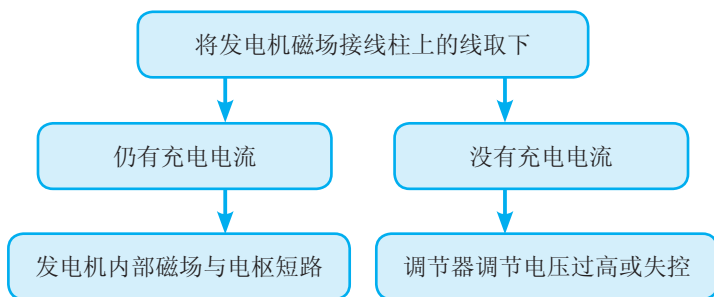 将发电机磁场接线柱上的线取下
仍有充电电流
没有充电电流
发电机内部磁场与电枢短路
调节器调节电压过高或失控